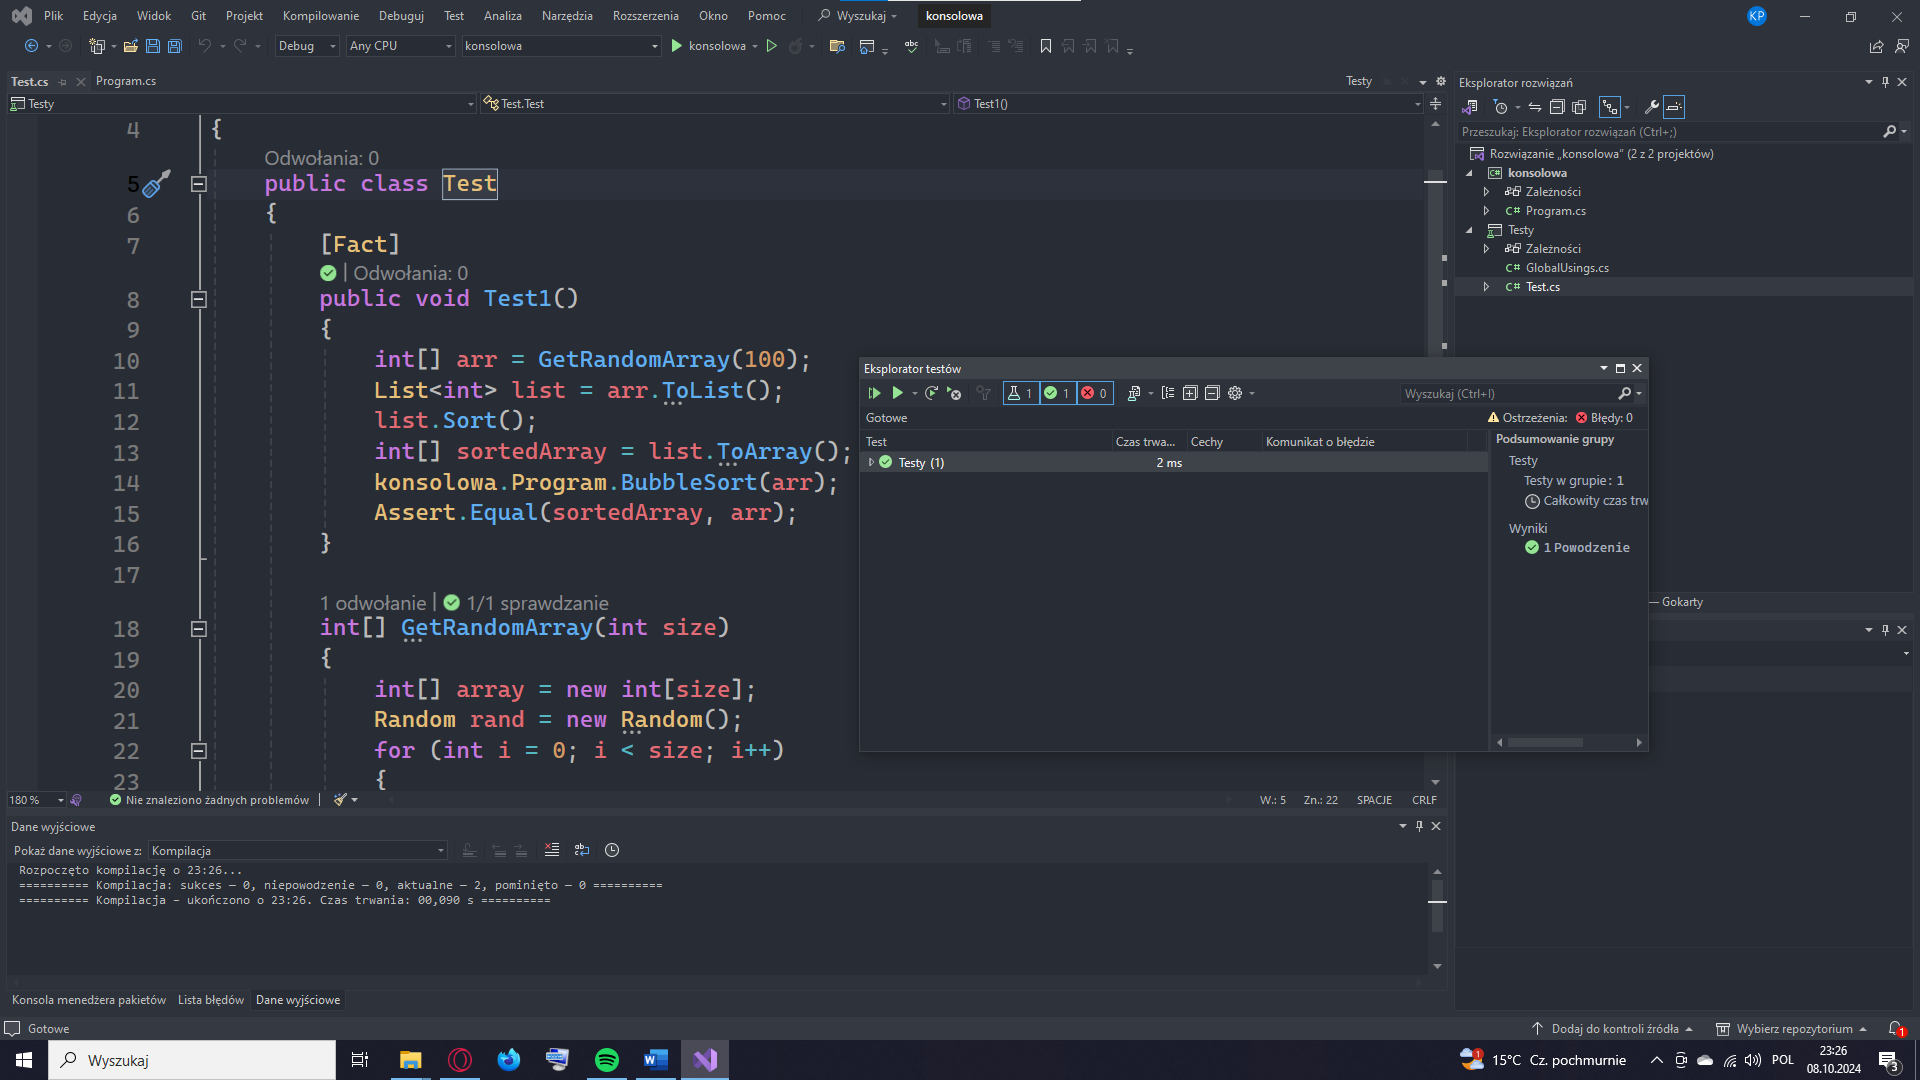 Plik Edycja Widok Git Projekt Kompilowanie Debuguj Test Analiza Narzędzia Rozszerzenia Okno Pomoc Wyszukaj konsolowa KP
Debug Any CPU konsolowa konsolowa
Test.cs Program.cs Testy
Testy Test.Test Test1()
4 {
Odwołania: 0
5 public class Test
6 {
7 [Fact]
| Odwołania: 0
8 public void Test1()
9 {
10 int[] arr = GetRandomArray(100);
11 List<int> list = arr.ToList();
12 list.Sort();
13 int[] sortedArray = list.ToArray();
14 konsolowa.Program.BubbleSort(arr);
15 Assert.Equal(sortedArray, arr);
16 }
17
1 odwołanie | 1/1 sprawdzanie
18 int[] GetRandomArray(int size)
19 {
20 int[] array = new int[size];
21 Random rand = new Random();
22 for (int i = 0; i < size; i++)
23 {
180 % Nie znaleziono żadnych problemów W.: 5 Zn.: 22 SPACJE CRLF
Eksplorator testów
1 1 0 Wyszukaj (Ctrl+I)
Gotowe Ostrzeżenia: Błędy: 0
Test Czas trwa... Cechy Komunikat o błędzie
Testy (1) 2 ms
Podsumowanie grupy
Testy
Testy w grupie: 1
Całkowity czas trw
Wyniki
1 Powodzenie
Eksplorator rozwiązań
Przeszukaj: Eksplorator rozwiązań (Ctrl+;)
Rozwiązanie „konsolowa” (2 z 2 projektów)
C# konsolowa
Zależności
C# Program.cs
Testy
Zależności
C# GlobalUsings.cs
C# Test.cs
— Gokarty
Dane wyjściowe
Pokaż dane wyjściowe z: Kompilacja
Rozpoczęto kompilację o 23:26...
========== Kompilacja: sukces — 0, niepowodzenie — 0, aktualne — 2, pominięto — 0 ==========
========== Kompilacja - ukończono o 23:26. Czas trwania: 00,090 s ==========
Konsola menedżera pakietów Lista błędów Dane wyjściowe
Gotowe Dodaj do kontroli źródła Wybierz repozytorium 1
Wyszukaj 1 15°C Cz. pochmurnie POL 23:26
08.10.2024 3